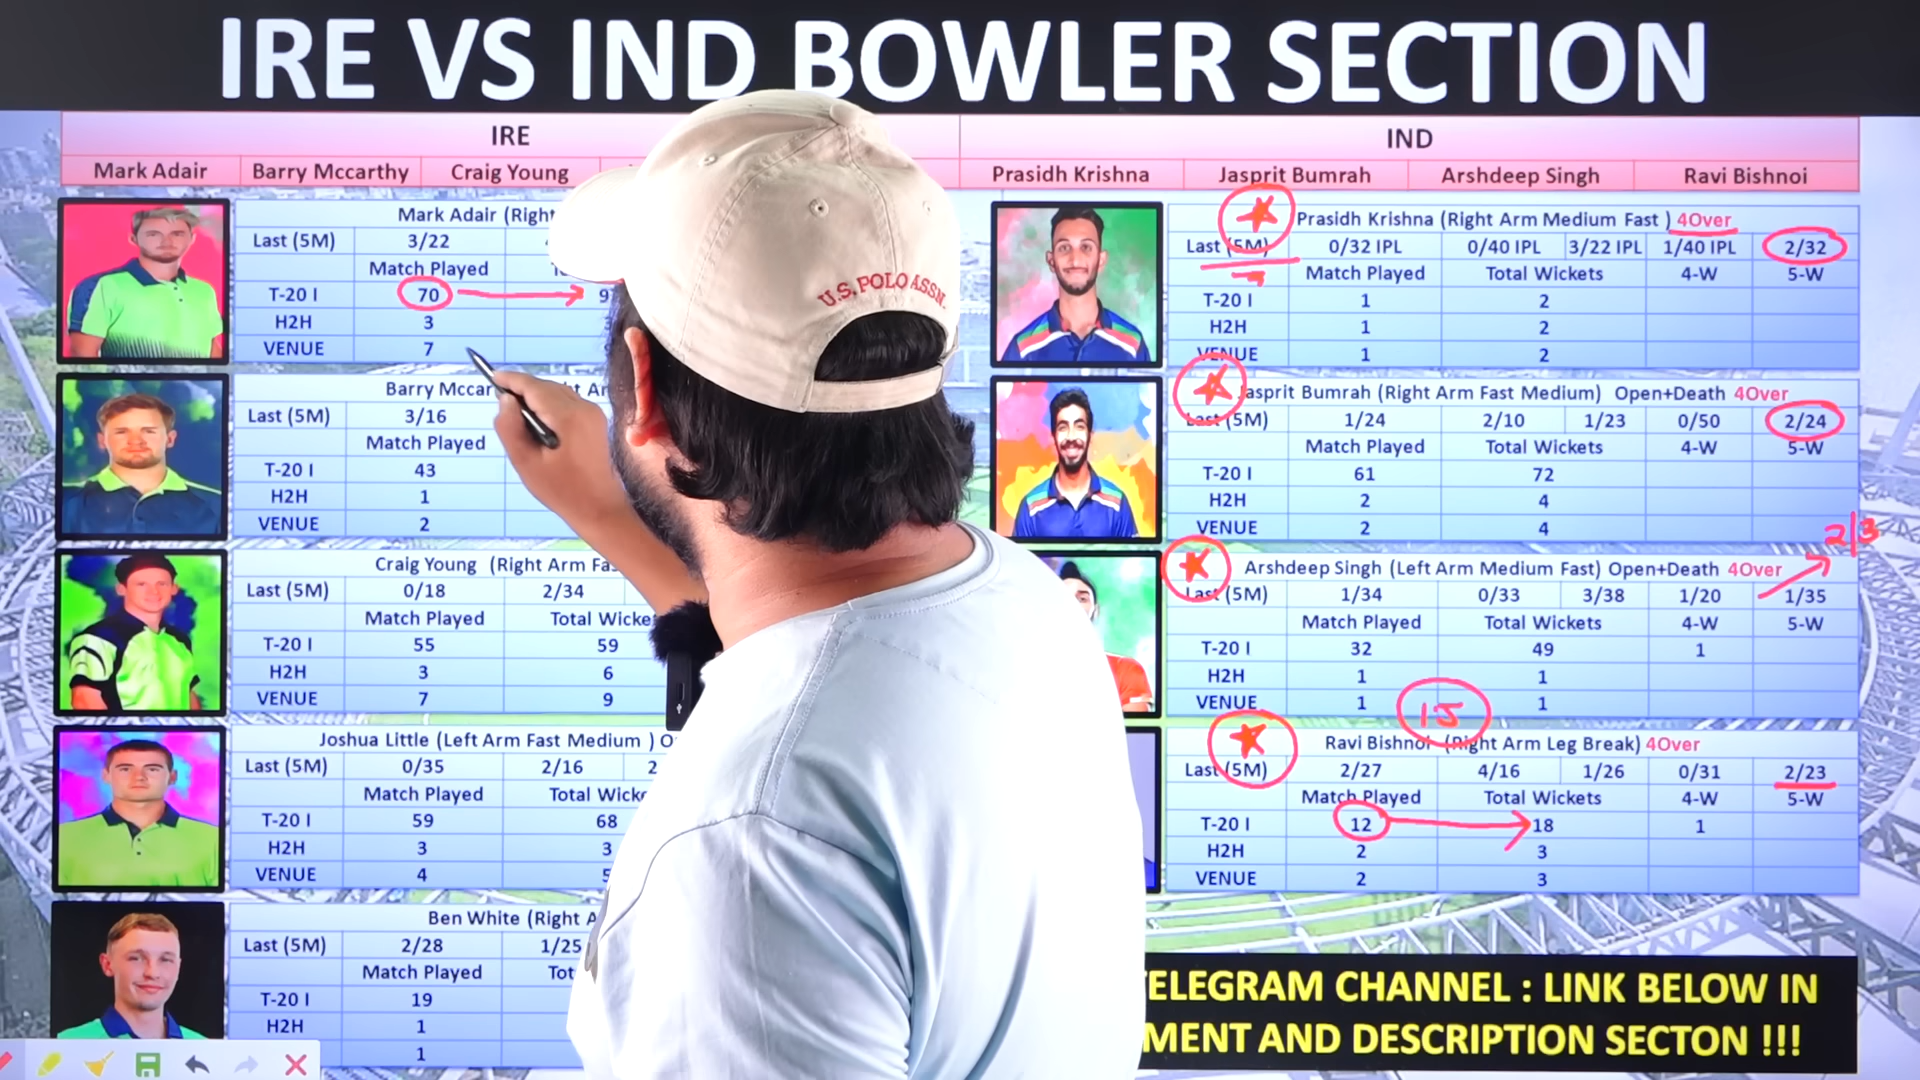 IRE VS IND BOWLER SECTION
IRE
Mark Adair Barry Mccarthy Craig Young
Mark Adair (Right
Last (5M) 3/22
Match Played
T-20 I 70
H2H 3
VENUE 7
Barry Mccar
Last (5M) 3/16
Match Played
T-20 I 43
H2H 1
VENUE 2
Craig Young (Right Arm Fa
Last (5M) 0/18 2/34
Match Played Total Wicke
T-20 I 55 59
H2H 3 6
VENUE 7 9
Joshua Little (Left Arm Fast Medium )
Last (5M) 0/35 2/16
Match Played Total Wick
T-20 I 59 68
H2H 3 3
VENUE 4
Ben White (Right
Last (5M) 2/28 1/25
Match Played Tot
T-20 I 19
H2H 1
1
U.S. POLO ASSN.
IND
Prasidh Krishna Jasprit Bumrah Arshdeep Singh Ravi Bishnoi
Prasidh Krishna (Right Arm Medium Fast ) 4Over
Last (5M) 0/32 IPL 0/40 IPL 3/22 IPL 1/40 IPL 2/32
Match Played Total Wickets 4-W 5-W
T-20 I 1 2
H2H 1 2
VENUE 1 2
Jasprit Bumrah (Right Arm Fast Medium) Open+Death 4Over
Last (5M) 1/24 2/10 1/23 0/50 2/24
Match Played Total Wickets 4-W 5-W
T-20 I 61 72
H2H 2 4
VENUE 2 4
2/3
Arshdeep Singh (Left Arm Medium Fast) Open+Death 4Over
Last (5M) 1/34 0/33 3/38 1/20 1/35
Match Played Total Wickets 4-W 5-W
T-20 I 32 49 1
H2H 1 1
VENUE 1 1
15
Ravi Bishnoi (Right Arm Leg Break) 4Over
Last (5M) 2/27 4/16 1/26 0/31 2/23
Match Played Total Wickets 4-W 5-W
T-20 I 12 18 1
H2H 2 3
VENUE 2 3
TELEGRAM CHANNEL : LINK BELOW IN
MENT AND DESCRIPTION SECTON !!!